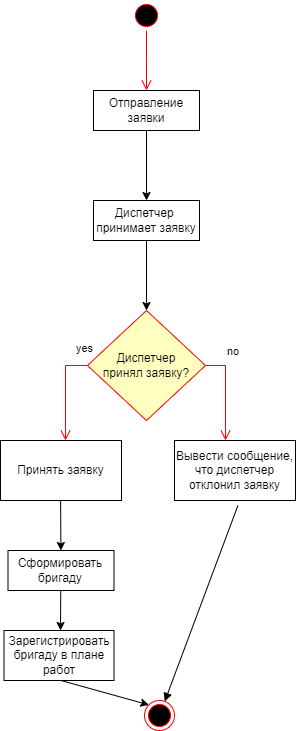 Отправление
заявки
Диспетчер
принимает заявку
Диспетчер
принял заявку?
yes
no
Принять заявку
Вывести сообщение,
что диспетчер
отклонил заявку
Сформировать
бригаду
Зарегистрировать
бригаду в плане
работ